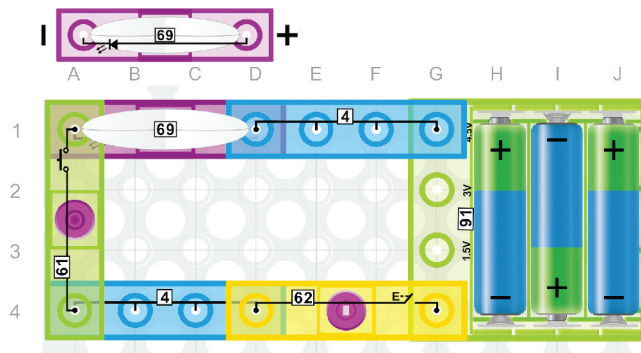 I 69 +
A B C D E F G H I J
1 69 4 4.5V + − +
2 3V
61 91
3 1.5V
4 4 62 E − + −